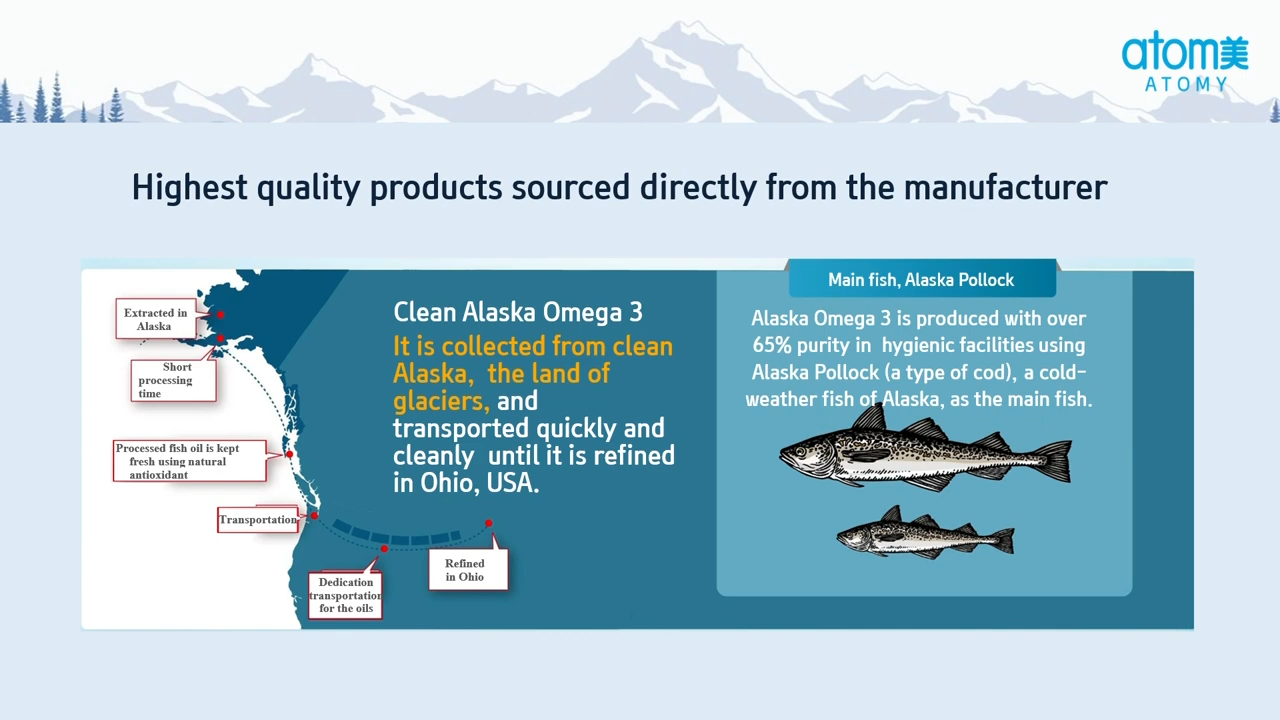 atom美
ATOMY
Highest quality products sourced directly from the manufacturer
Extracted in
Alaska
Short
processing
time
Processed fish oil is kept
fresh using natural
antioxidant
Transportation
Dedication
transportation
for the oils
Refined
in Ohio
Clean Alaska Omega 3
It is collected from clean
Alaska, the land of
glaciers, and
transported quickly and
cleanly until it is refined
in Ohio, USA.
Main fish, Alaska Pollock
Alaska Omega 3 is produced with over
65% purity in hygienic facilities using
Alaska Pollock (a type of cod), a cold-
weather fish of Alaska, as the main fish.